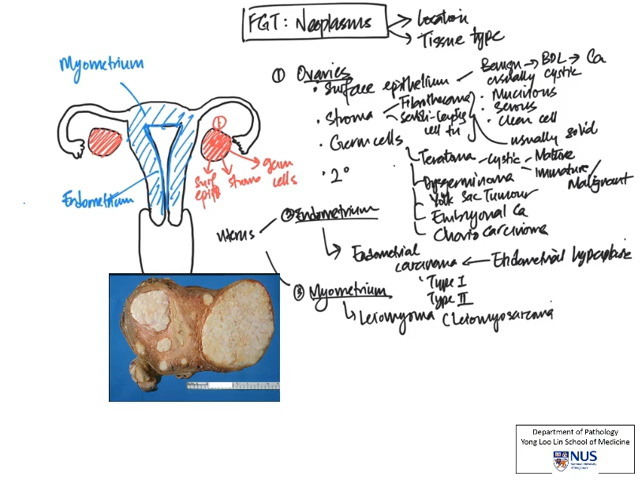 FGT: Neoplasms
→ Location
→ Tissue type
Myometrium
Endometrium
①
surf epith
stroma
germ cells
① Ovaries
• Surface epithelium
Benign → BDL → Ca
usually cystic
• Mucinous
• Serous
• Clear cell
• Stroma
Fibrothecoma
Sertoli-Leydig
cell tu
usually solid
• Germ cells
Teratoma - cystic
Mature
Immature / Malignant
Dysgerminoma
Yolk Sac Tumour
Embryonal Ca
Choriocarcinoma
• 2°
Uterus
② Endometrium
Endometrial carcinoma ← Endometrial hyperplasia
• Type I
Type II
③ Myometrium
↳ Leiomyoma (Leiomyosarcoma
Department of Pathology
Yong Loo Lin School of Medicine
NUS